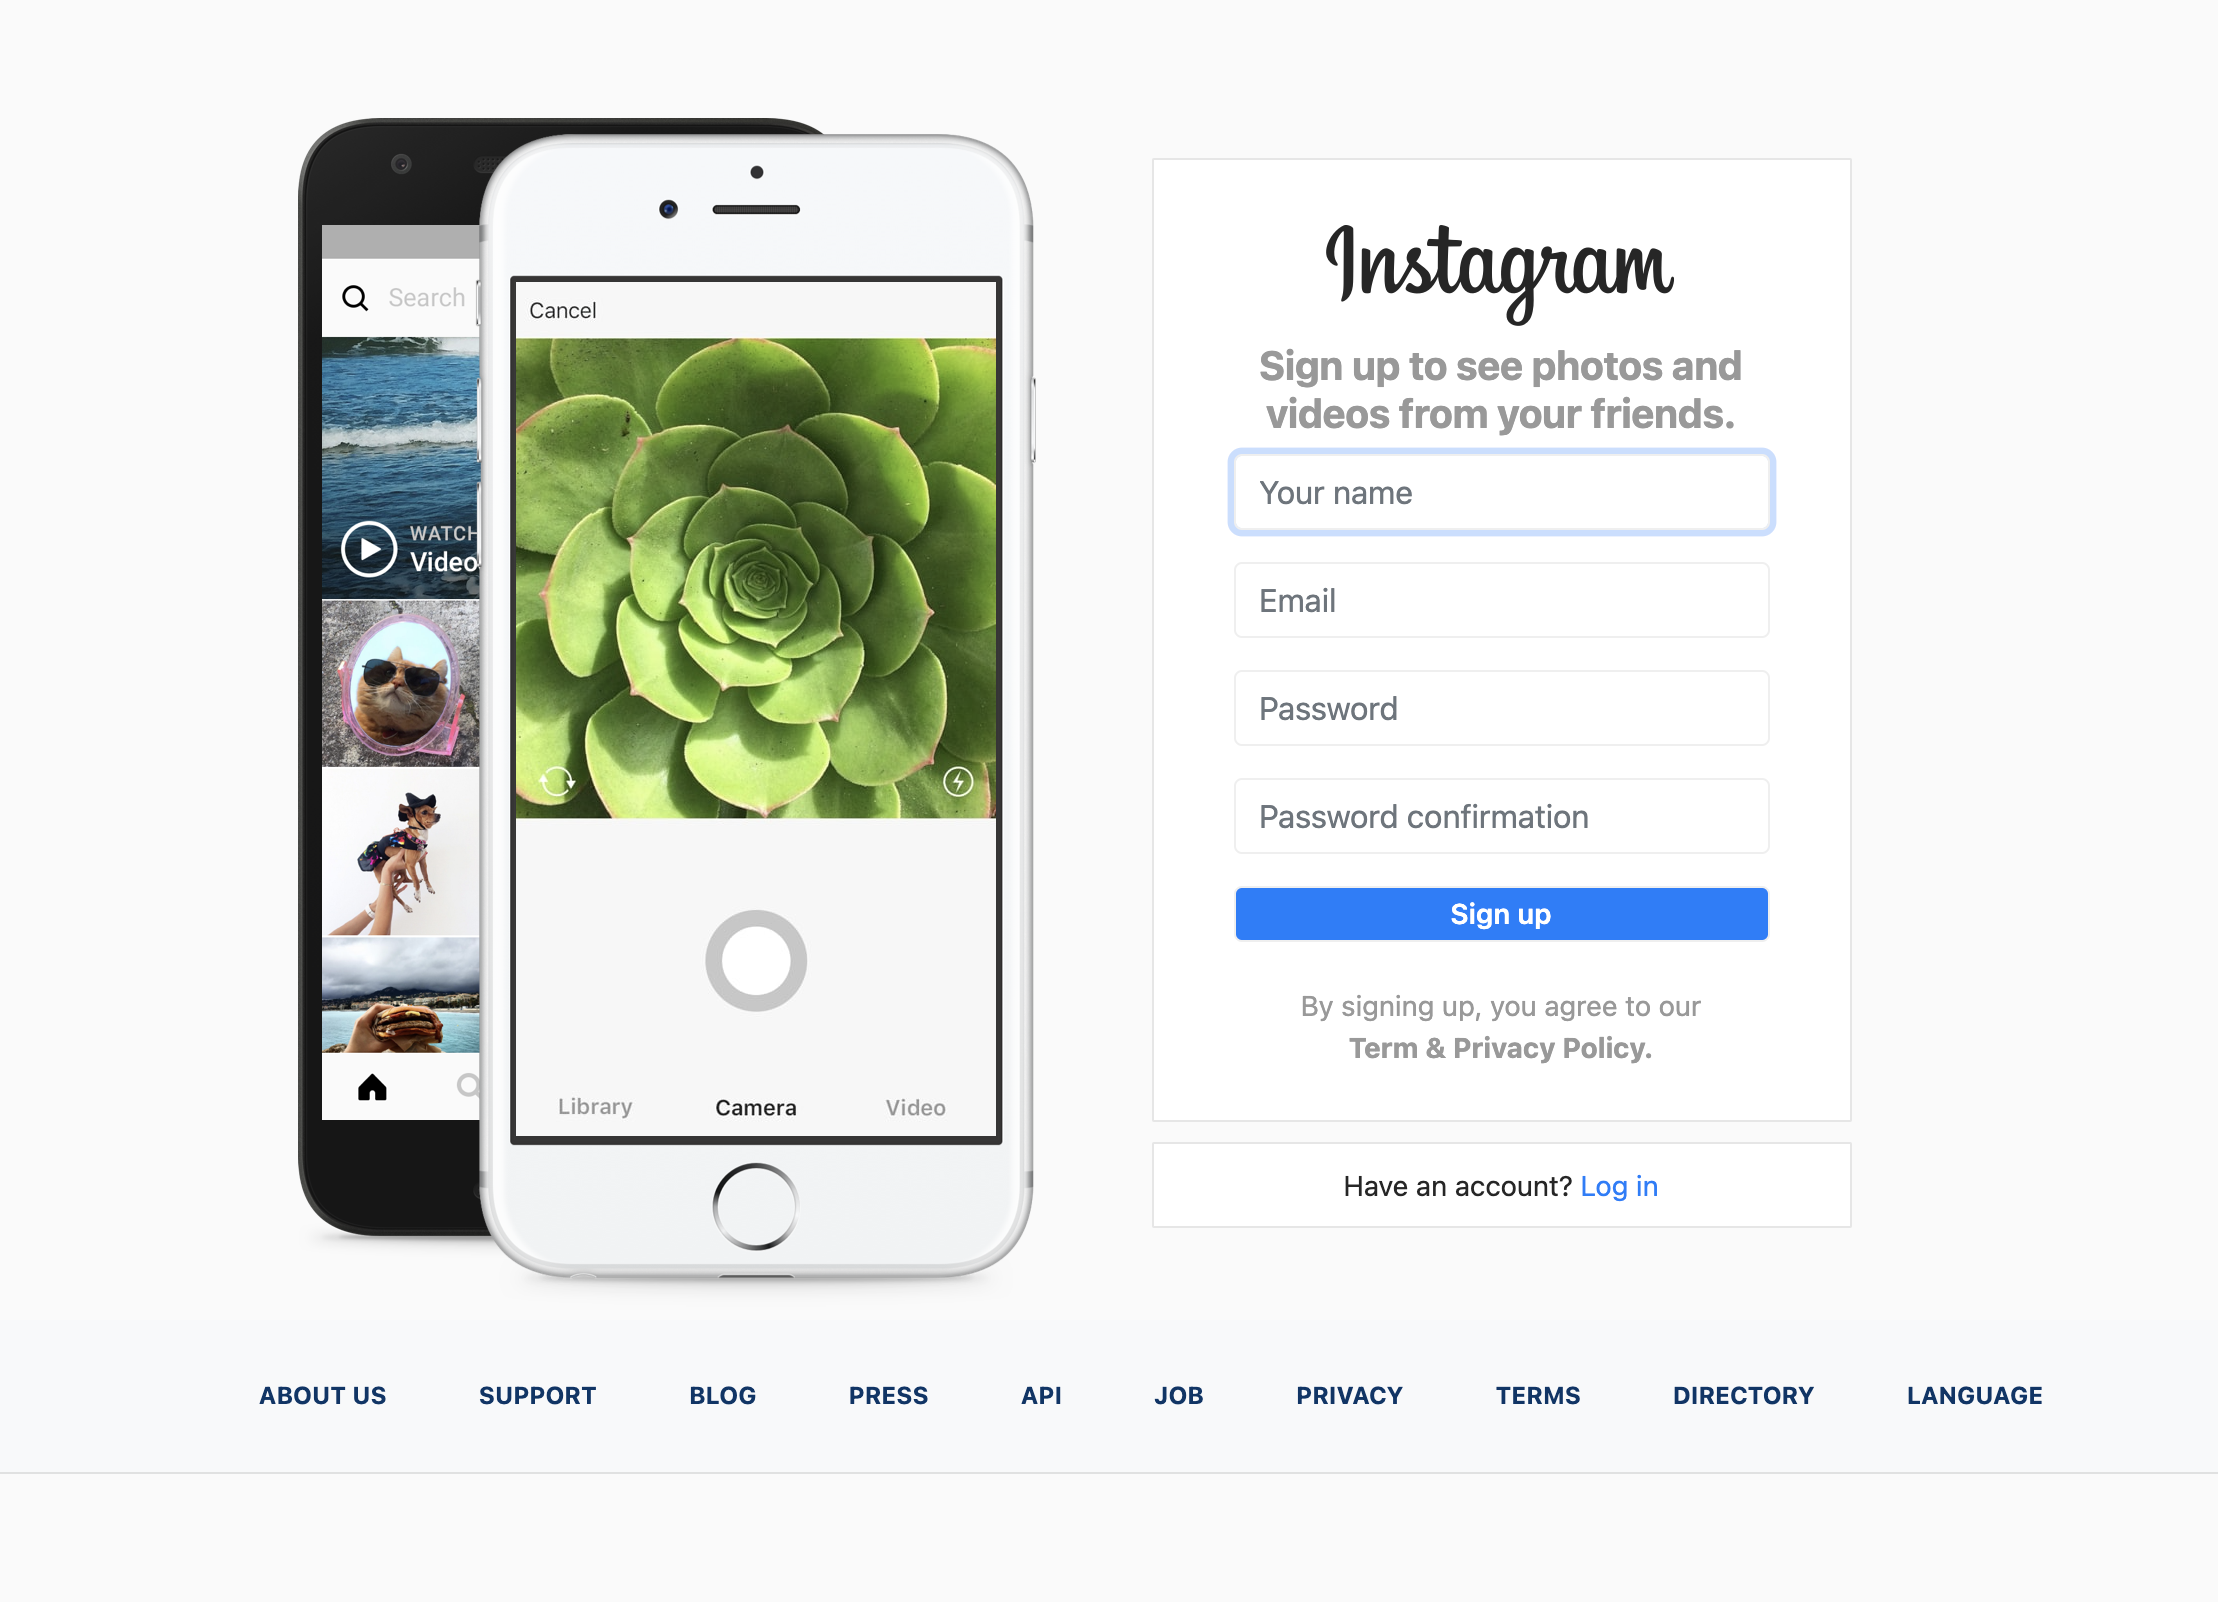 Search
WATCH
Video
Cancel
Library
Camera
Video
Instagram
Sign up to see photos and
videos from your friends.
Your name
Email
Password
Password confirmation
Sign up
By signing up, you agree to our
Term & Privacy Policy.
Have an account? Log in
ABOUT US SUPPORT BLOG PRESS API JOB PRIVACY TERMS DIRECTORY LANGUAGE